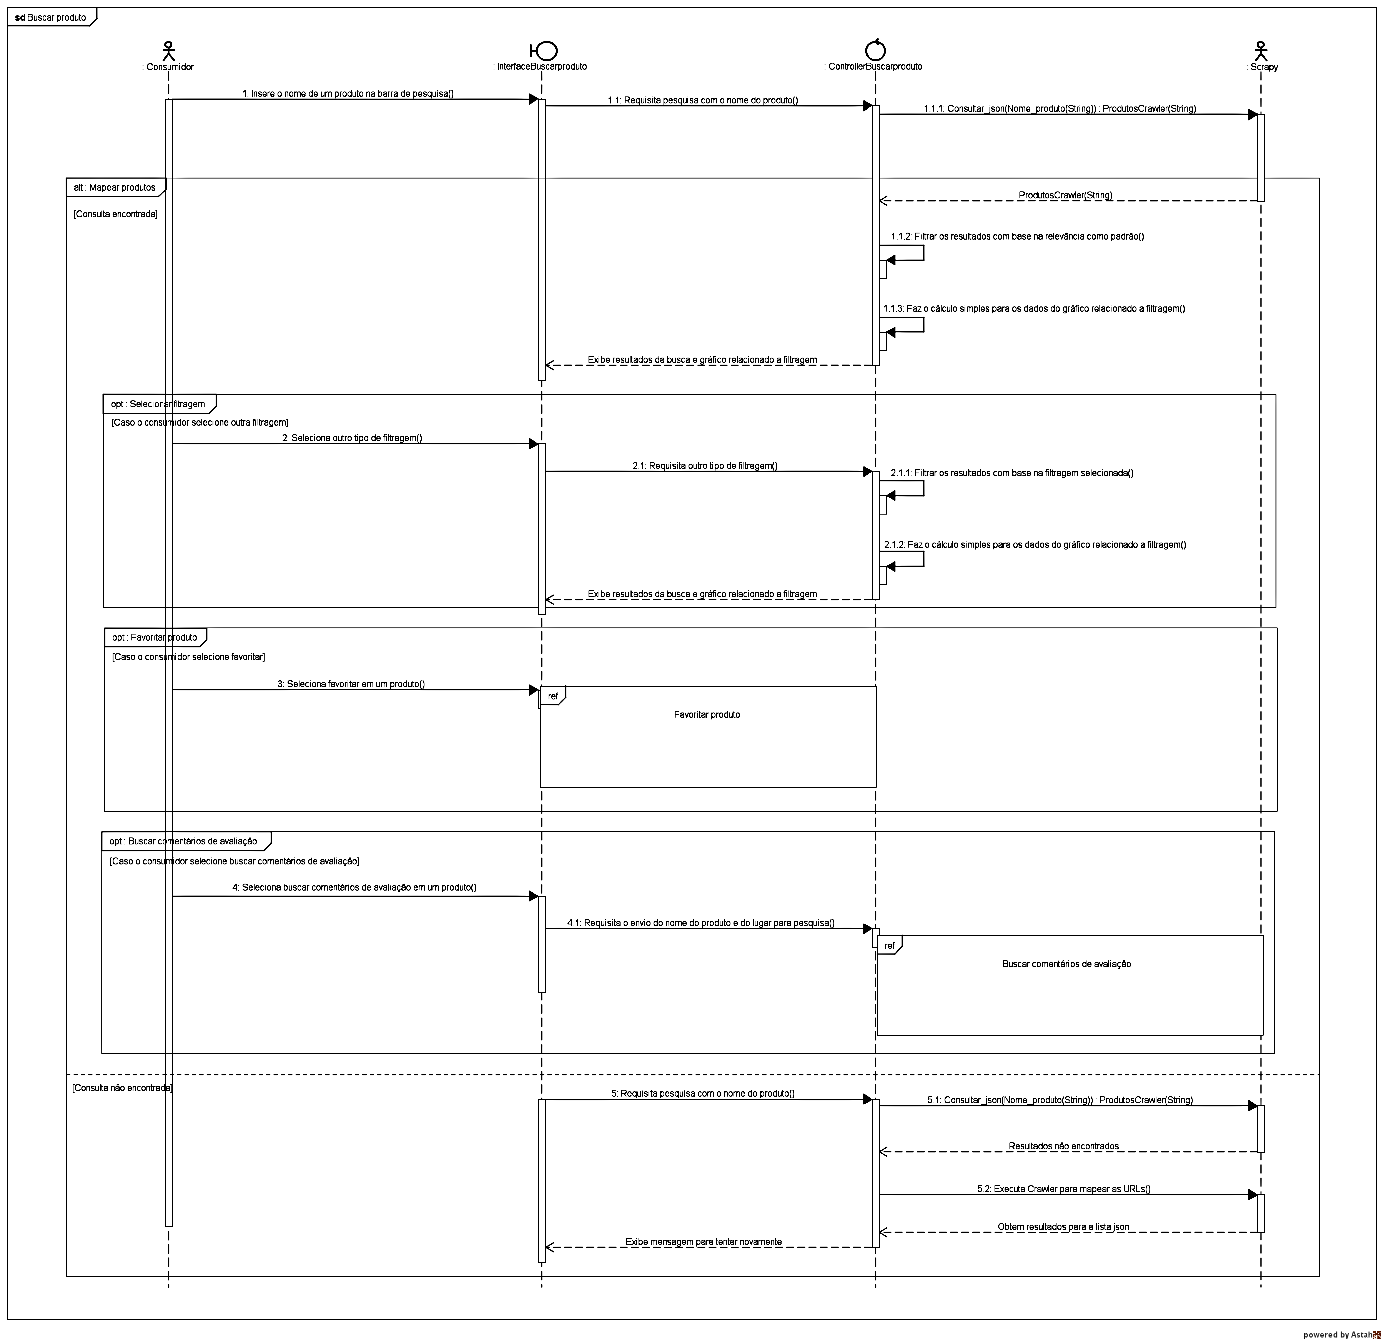 sd Buscar produto
: Consumidor
: InterfaceBuscarproduto
: ControllerBuscarproduto
: Scrapy
1: Insere o nome de um produto na barra de pesquisa()
1.1: Requisita pesquisa com o nome do produto()
1.1.1: Consultar_json(Nome_produto(String)) : ProdutosCrawler(String)
alt : Mapear produtos
[Consulta encontrada]
ProdutosCrawler(String)
1.1.2: Filtrar os resultados com base na relevância como padrão()
1.1.3: Faz o cálculo simples para os dados do gráfico relacionado a filtragem()
Exibe resultados da busca e gráfico relacionado a filtragem
opt : Selecionar filtragem
[Caso o consumidor selecione outra filtragem]
2: Seleciona outro tipo de filtragem()
2.1: Requisita outro tipo de filtragem()
2.1.1: Filtrar os resultados com base na filtragem selecionada()
2.1.2: Faz o cálculo simples para os dados do gráfico relacionado a filtragem()
Exibe resultados da busca e gráfico relacionado a filtragem
opt : Favoritar produto
[Caso o consumidor selecione favoritar]
3: Seleciona favoritar em um produto()
ref
Favoritar produto
opt : Buscar comentários de avaliação
[Caso o consumidor selecione buscar comentários de avaliação]
4: Seleciona buscar comentários de avaliação em um produto()
4.1: Requisita o envio do nome do produto e do lugar para pesquisa()
ref
Buscar comentários de avaliação
[Consulta não encontrada]
5: Requisita pesquisa com o nome do produto()
5.1: Consultar_json(Nome_produto(String)) : ProdutosCrawler(String)
Resultados não encontrados
5.2: Executa Crawler para mapear as URLs()
Obtem resultados para a lista json
Exibe mensagem para tentar novamente
powered by Astah